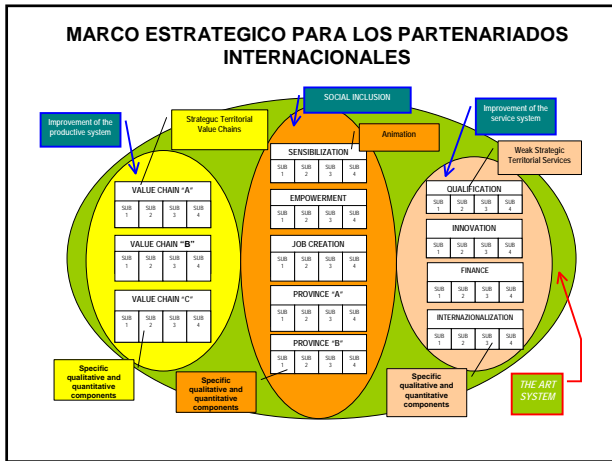 MARCO ESTRATEGICO PARA LOS PARTENARIADOS
INTERNACIONALES
SOCIAL INCLUSION
Improvement of the
productive system
Strateguc Territorial
Value Chains
Animation
Improvement of the
service system
Weak Strategic
Territorial Services
VALUE CHAIN "A"
SUB 1 SUB 2 SUB 3 SUB 4
VALUE CHAIN "B"
SUB 1 SUB 2 SUB 3 SUB 4
VALUE CHAIN "C"
SUB 1 SUB 2 SUB 3 SUB 4
SENSIBILIZATION
SUB 1 SUB 2 SUB 3 SUB 4
EMPOWERMENT
SUB 1 SUB 2 SUB 3 SUB 4
JOB CREATION
SUB 1 SUB 2 SUB 3 SUB 4
PROVINCE "A"
SUB 1 SUB 2 SUB 3 SUB 4
PROVINCE "B"
SUB 1 SUB 2 SUB 3 SUB 4
QUALIFICATION
SUB 1 SUB 2 SUB 3 SUB 4
INNOVATION
SUB 1 SUB 2 SUB 3 SUB 4
FINANCE
SUB 1 SUB 2 SUB 3 SUB 4
INTERNAZIONALIZATION
SUB 1 SUB 2 SUB 3 SUB 4
Specific
qualitative and
quantitative
components
Specific
qualitative and
quantitative
components
Specific
qualitative and
quantitative
components
THE ART
SYSTEM